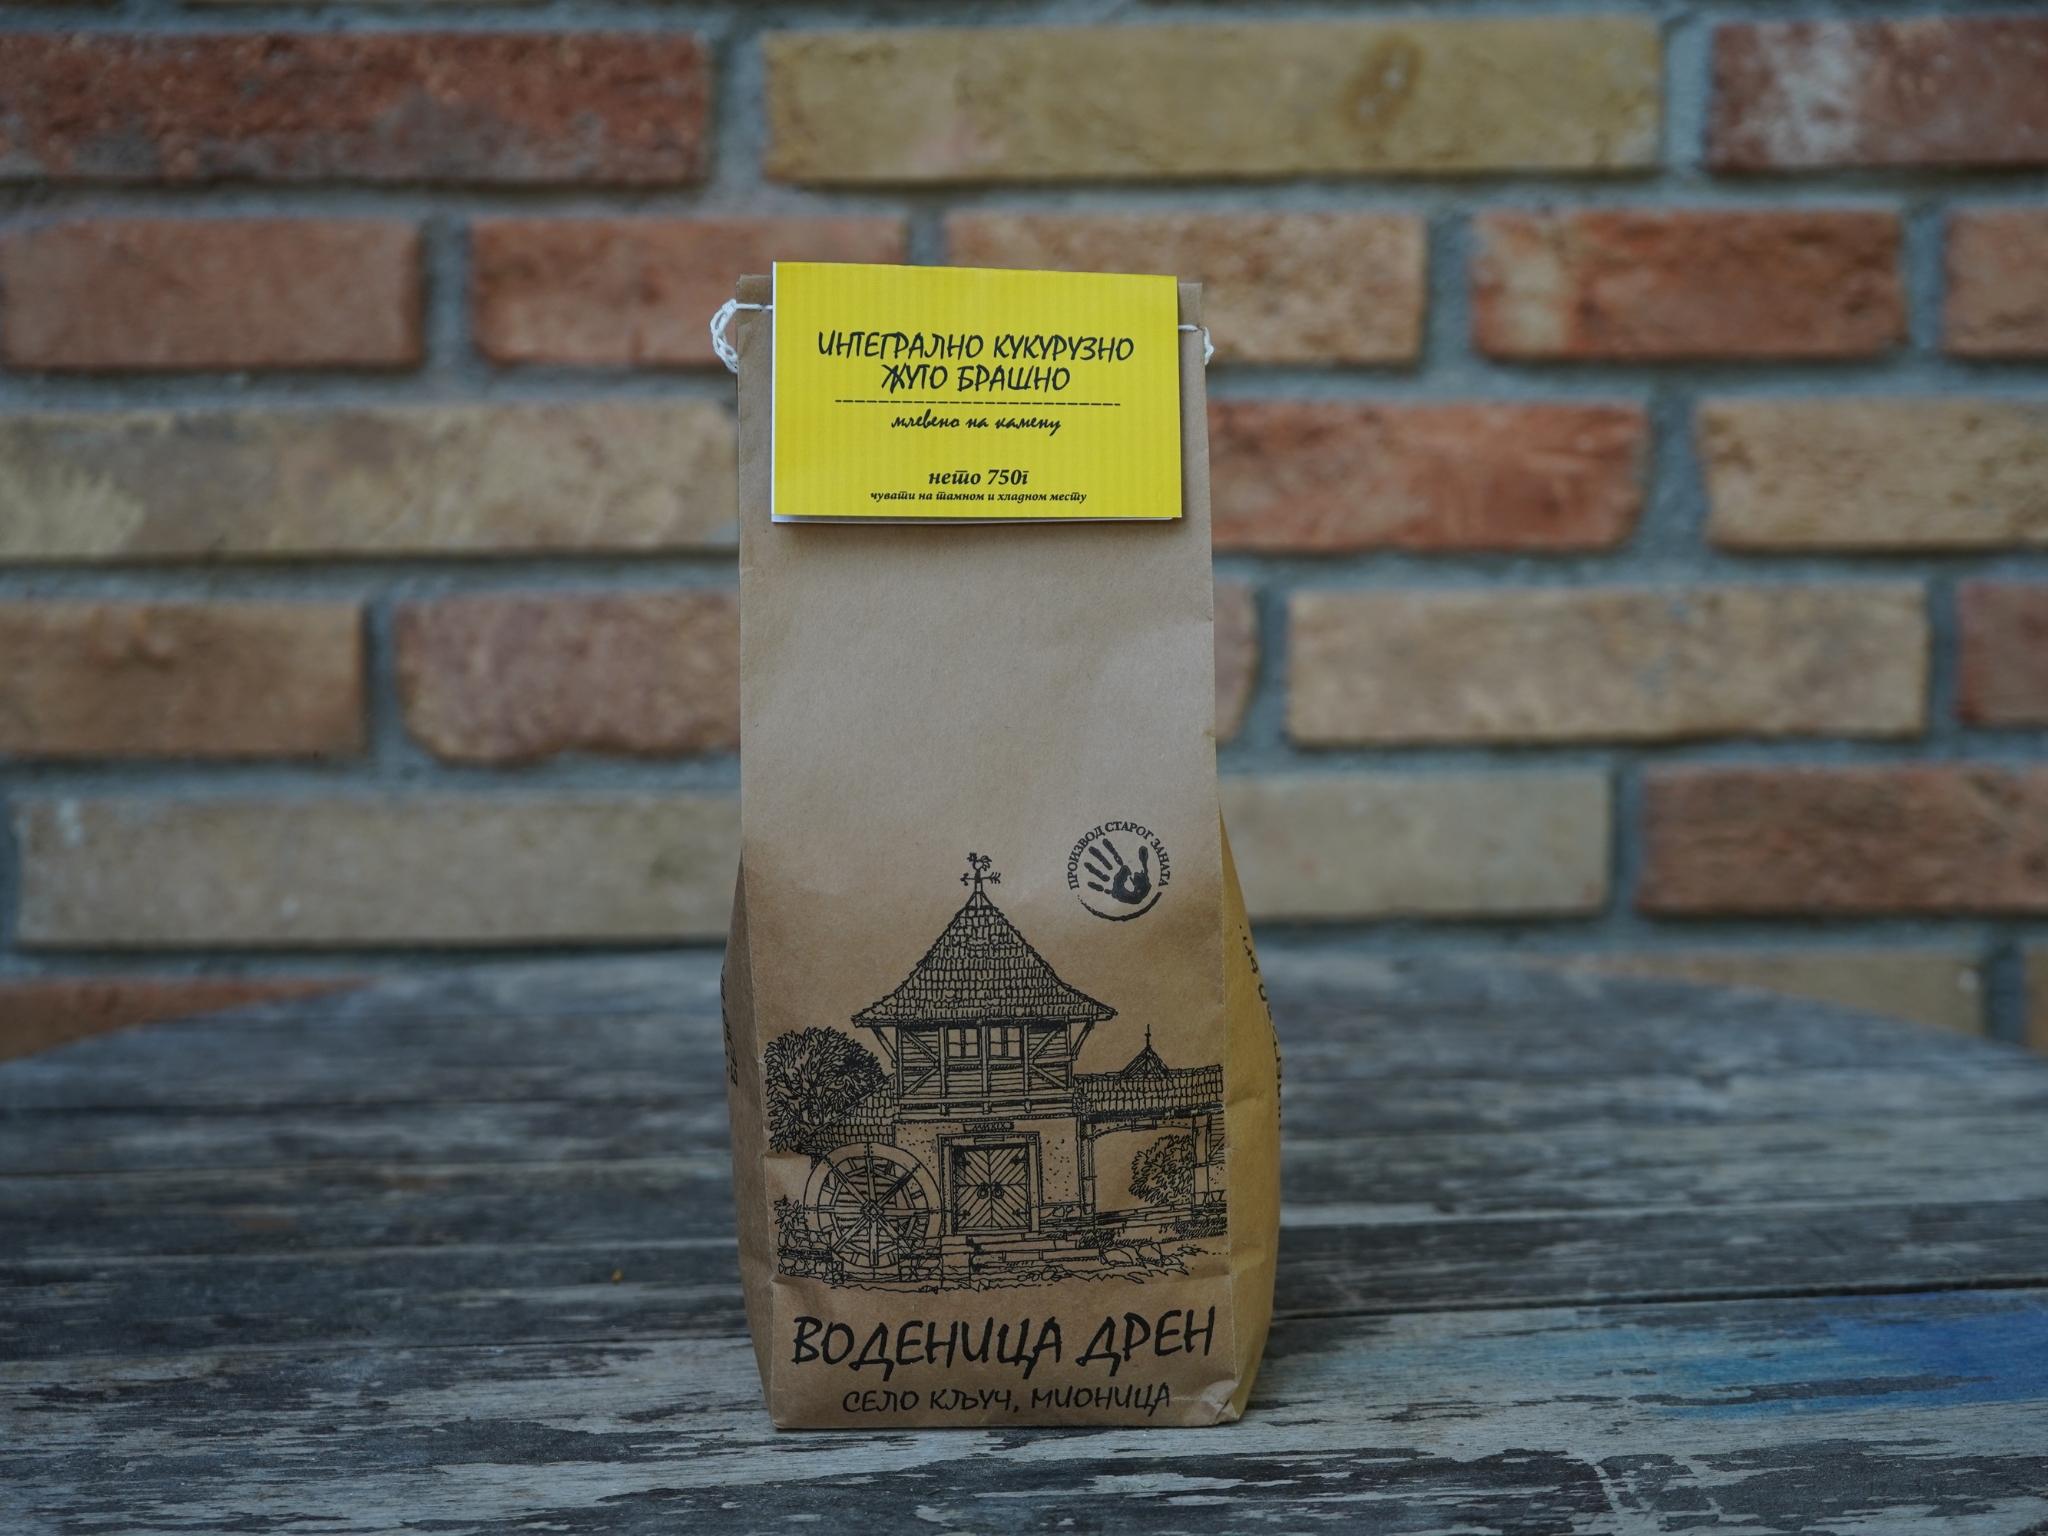 ИНТЕГРАЛНО КУКУРУЗНО
ЖУТО БРАШНО
млевено на камену
нето 750г
чувати на тамном и хладном месту
ПРОИЗВОД СТАРОГ ЗАНАТА
ВОДЕНИЦА ДРЕН
СЕЛО КЉУЧ, МИОНИЦА